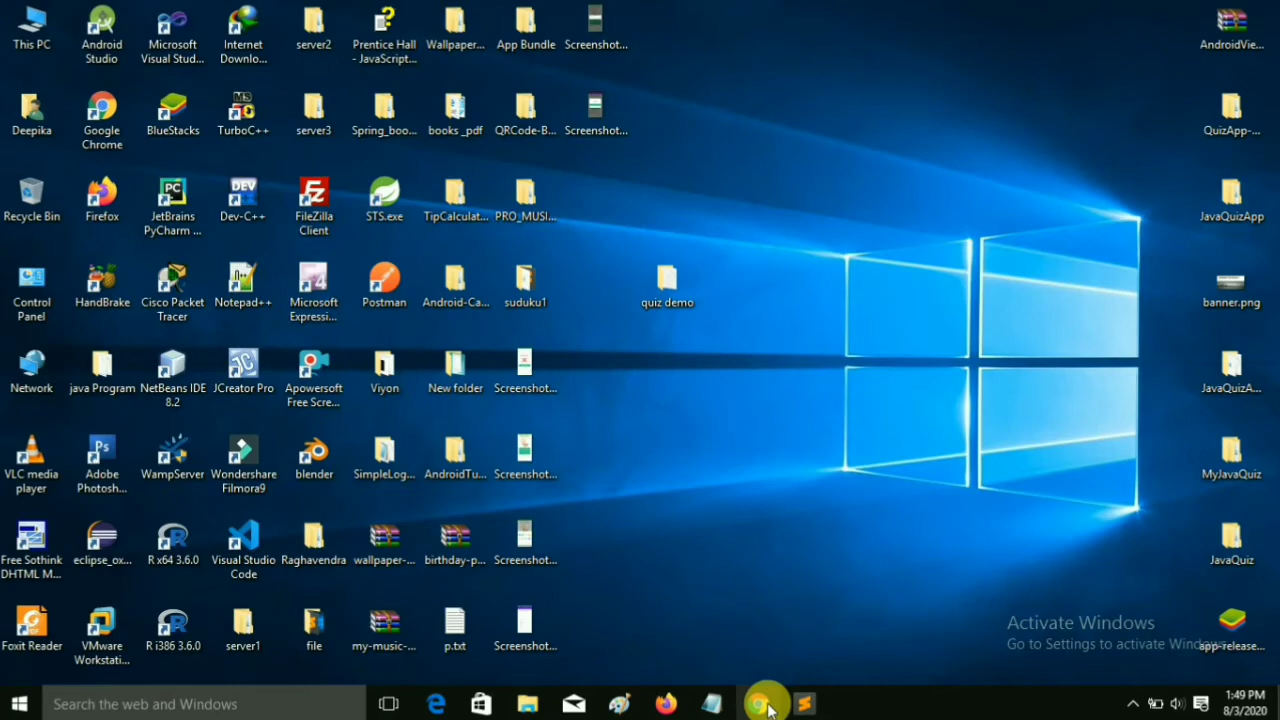 This PC
Android
Studio
Microsoft
Visual Stud...
Internet
Downlo...
server2
Prentice Hall
- JavaScript...
Wallpaper...
App Bundle
Screenshot...
AndroidVie...
Deepika
Google
Chrome
BlueStacks
TurboC++
server3
Spring_boo...
books _pdf
QRCode-B...
Screenshot...
QuizApp-...
Recycle Bin
Firefox
JetBrains
PyCharm ...
Dev-C++
FileZilla
Client
STS.exe
TipCalculat...
PRO_MUSI...
JavaQuizApp
Control
Panel
HandBrake
Cisco Packet
Tracer
Notepad++
Microsoft
Expressi...
Postman
Android-Ca...
suduku1
quiz demo
banner.png
Network
java Program
NetBeans IDE
8.2
JCreator Pro
Apowersoft
Free Scre...
Viyon
New folder
Screenshot...
JavaQuizA...
VLC media
player
Adobe
Photosh...
WampServer
Wondershare
Filmora9
blender
SimpleLog...
AndroidTu...
Screenshot...
MyJavaQuiz
Free Sothink
DHTML M...
eclipse_ox...
R x64 3.6.0
Visual Studio
Code
Raghavendra
wallpaper-...
birthday-p...
Screenshot...
JavaQuiz
Foxit Reader
VMware
Workstati...
R i386 3.6.0
server1
file
my-music-...
p.txt
Screenshot...
app-release...
Activate Windows
Go to Settings to activate Windows.
Search the web and Windows
1:49 PM
8/3/2020